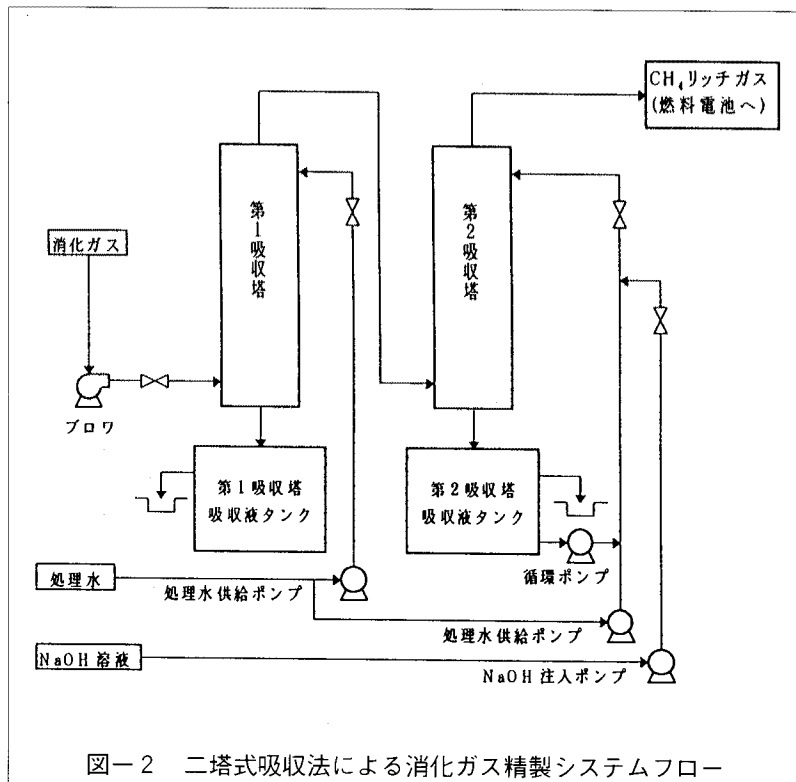 CH₄リッチガス
(燃料電池へ)
第1吸収塔
第2吸収塔
消化ガス
ブロワ
第1吸収塔
吸収液タンク
第2吸収塔
吸収液タンク
循環ポンプ
処理水
処理水供給ポンプ
処理水供給ポンプ
NaOH溶液
NaOH注入ポンプ
図－2 二塔式吸収法による消化ガス精製システムフロー